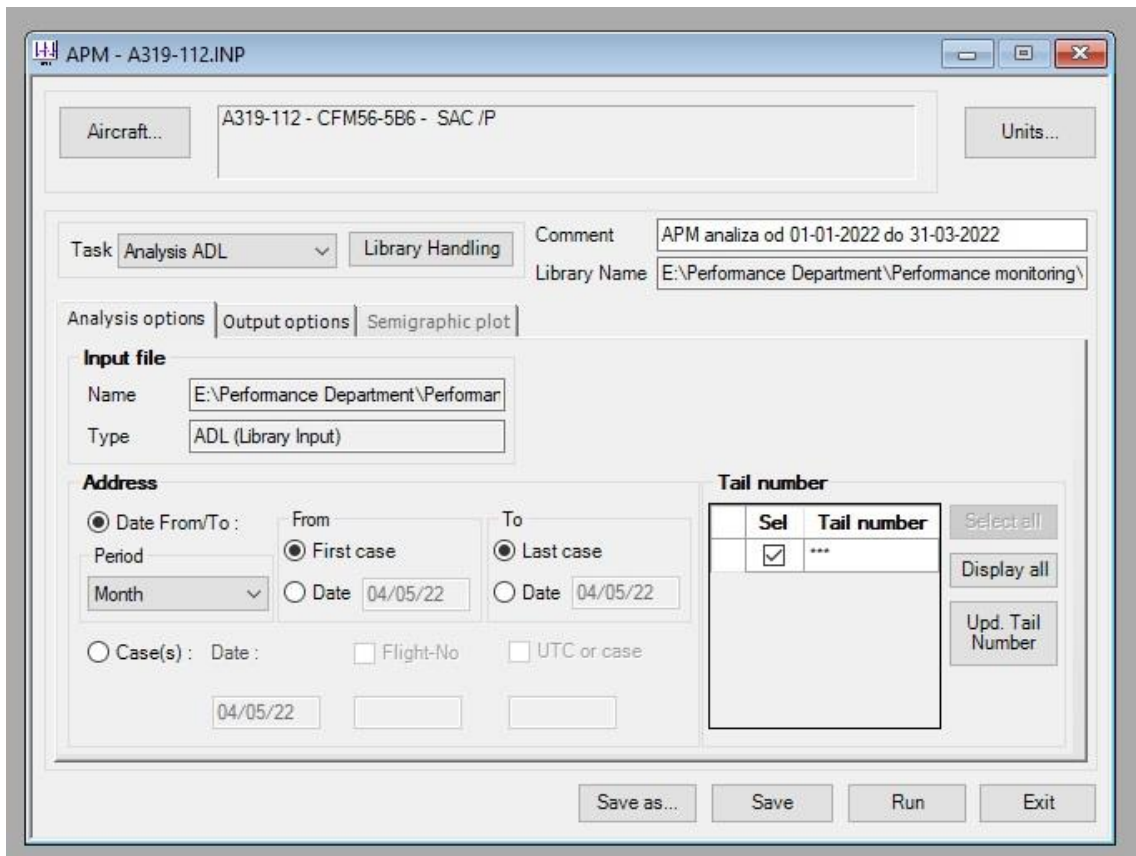 APM - A319-112.INP
Aircraft...
A319-112 - CFM56-5B6 - SAC /P
Units...
Task Analysis ADL Library Handling
Comment APM analiza od 01-01-2022 do 31-03-2022
Library Name E:\Performance Department\Performance monitoring\
Analysis options Output options Semigraphic plot
Input file
Name E:\Performance Department\Performan
Type ADL (Library Input)
Address
Date From/To :
Period
Month
From
First case
Date 04/05/22
To
Last case
Date 04/05/22
Case(s) : Date : Flight-No UTC or case
04/05/22
Tail number
Sel Tail number
***
Select all
Display all
Upd. Tail
Number
Save as... Save Run Exit